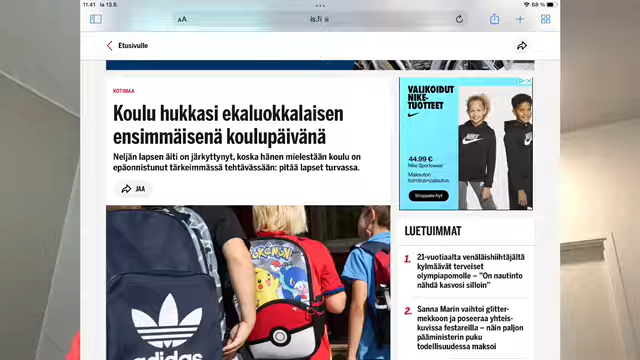 11.41 la 13.8.
68 %
AA
is.fi
Etusivulle
KOTIMAA
Koulu hukkasi ekaluokkalaisen
ensimmäisenä koulupäivänä
Neljän lapsen äiti on järkyttynyt, koska hänen mielestään koulu on
epäonnistunut tärkeimmässä tehtävässään: pitää lapset turvassa.
JAA
POKÉMON
adidas
VALIKOIDUT
NIKE-
TUOTTEET
44.99 €
Nike Sportswear
Maksuton
toimitus+palautus
Shoppaile Nyt
LUETUIMMAT
1. 21-vuotiaalta venäläishiihtäjältä
kylmäävät terveiset
olympiapomolle – ”On nautinto
nähdä kasvosi silloin”
2. Sanna Marin vaihtoi glitter-
mekkoon ja poseeraa yhteis-
kuvissa festareilla – näin paljon
pääministerin puku
todellisuudessa maksoi